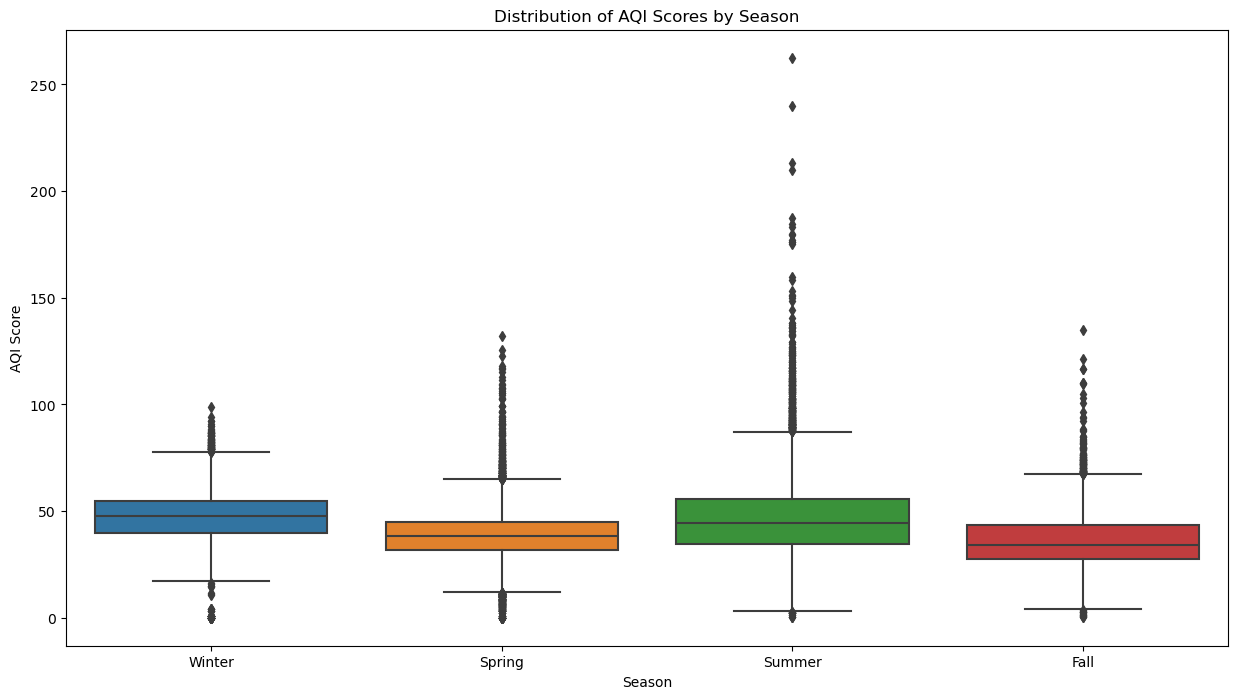 Distribution of AQI Scores by Season
AQI Score
250
200
150
100
50
0
Winter
Spring
Summer
Fall
Season